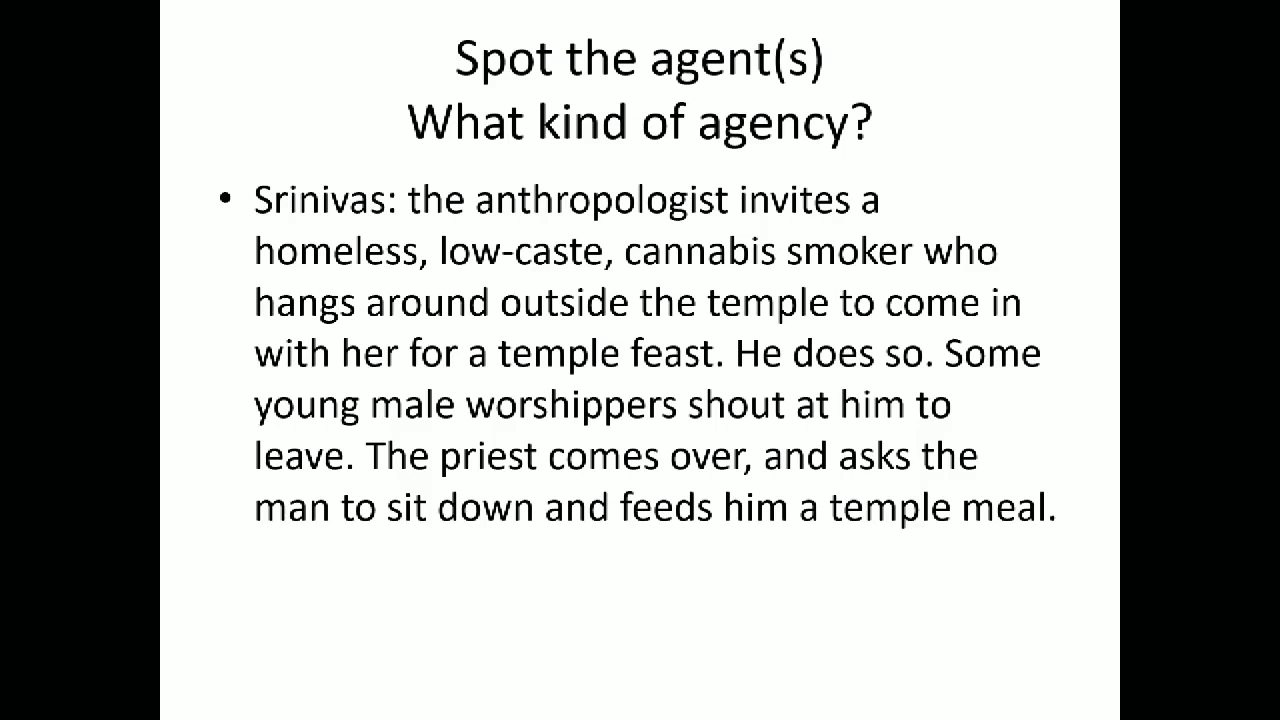 Spot the agent(s)
What kind of agency?
• Srinivas: the anthropologist invites a
homeless, low-caste, cannabis smoker who
hangs around outside the temple to come in
with her for a temple feast. He does so. Some
young male worshippers shout at him to
leave. The priest comes over, and asks the
man to sit down and feeds him a temple meal.